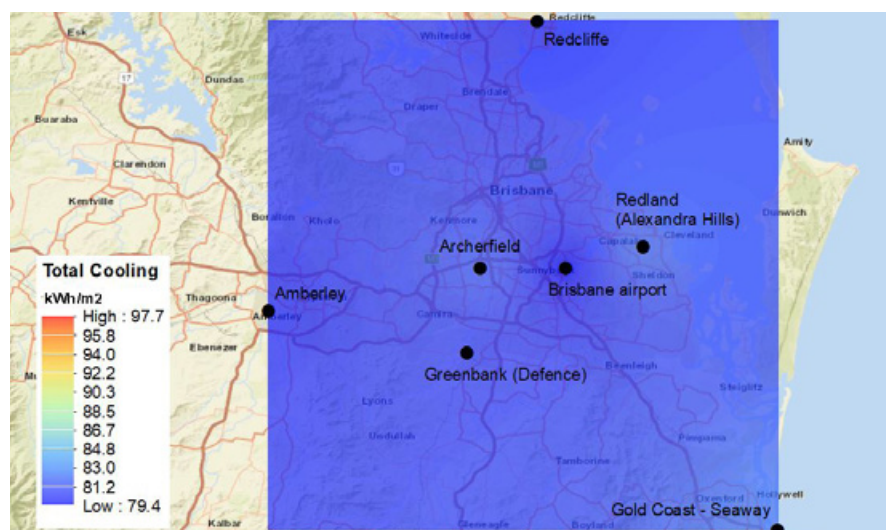 Esk
Dundas
Buaraba
17
Clarendon
Kentville
Whiteside
Redcliffe
Redcliffe
Draper
Brendale
Brisbane
Kholo
Kenmore
Amity
Dunwich
Redland
(Alexandra Hills)
Cleveland
Archerfield
Sheldon
Brisbane airport
Amberley
Amberley
Thagoona
Ebenezer
Greenbank (Defence)
Beenleigh
Steiglitz
Lyons
Undullah
Pimpama
Tamborine
Oxenford
Hollywell
Gold Coast - Seaway
Kalbar
Gleneagle
Boyland
Total Cooling
kWh/m2
High : 97.7
95.8
94.0
92.2
90.3
88.5
86.7
84.8
83.0
81.2
Low : 79.4